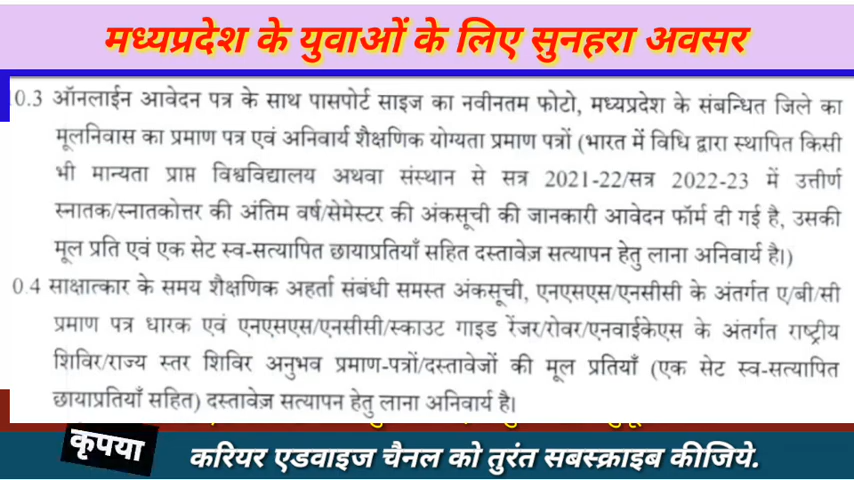 मध्यप्रदेश के युवाओं के लिए सुनहरा अवसर
0.3 ऑनलाईन आवेदन पत्र के साथ पासपोर्ट साइज का नवीनतम फोटो, मध्यप्रदेश के संबन्धित जिले का
मूलनिवास का प्रमाण पत्र एवं अनिवार्य शैक्षणिक योग्यता प्रमाण पत्रों (भारत में विधि द्वारा स्थापित किसी
भी मान्यता प्राप्त विश्वविद्यालय अथवा संस्थान से सत्र 2021-22/सत्र 2022-23 में उत्तीर्ण
स्नातक/स्नातकोत्तर की अंतिम वर्ष/सेमेस्टर की अंकसूची की जानकारी आवेदन फॉर्म दी गई है, उसकी
मूल प्रति एवं एक सेट स्व-सत्यापित छायाप्रतियाँ सहित दस्तावेज़ सत्यापन हेतु लाना अनिवार्य है।)
0.4 साक्षात्कार के समय शैक्षणिक अहर्ता संबंधी समस्त अंकसूची, एनएसएस/एनसीसी के अंतर्गत ए/बी/सी
प्रमाण पत्र धारक एवं एनएसएस/एनसीसी/स्काउट गाइड रेंजर/रोवर/एनवाईकेएस के अंतर्गत राष्ट्रीय
शिविर/राज्य स्तर शिविर अनुभव प्रमाण-पत्रों/दस्तावेजों की मूल प्रतियाँ (एक सेट स्व-सत्यापित
छायाप्रतियाँ सहित) दस्तावेज़ सत्यापन हेतु लाना अनिवार्य है।
कृपया
करियर एडवाइज चैनल को तुरंत सबस्क्राइब कीजिये.